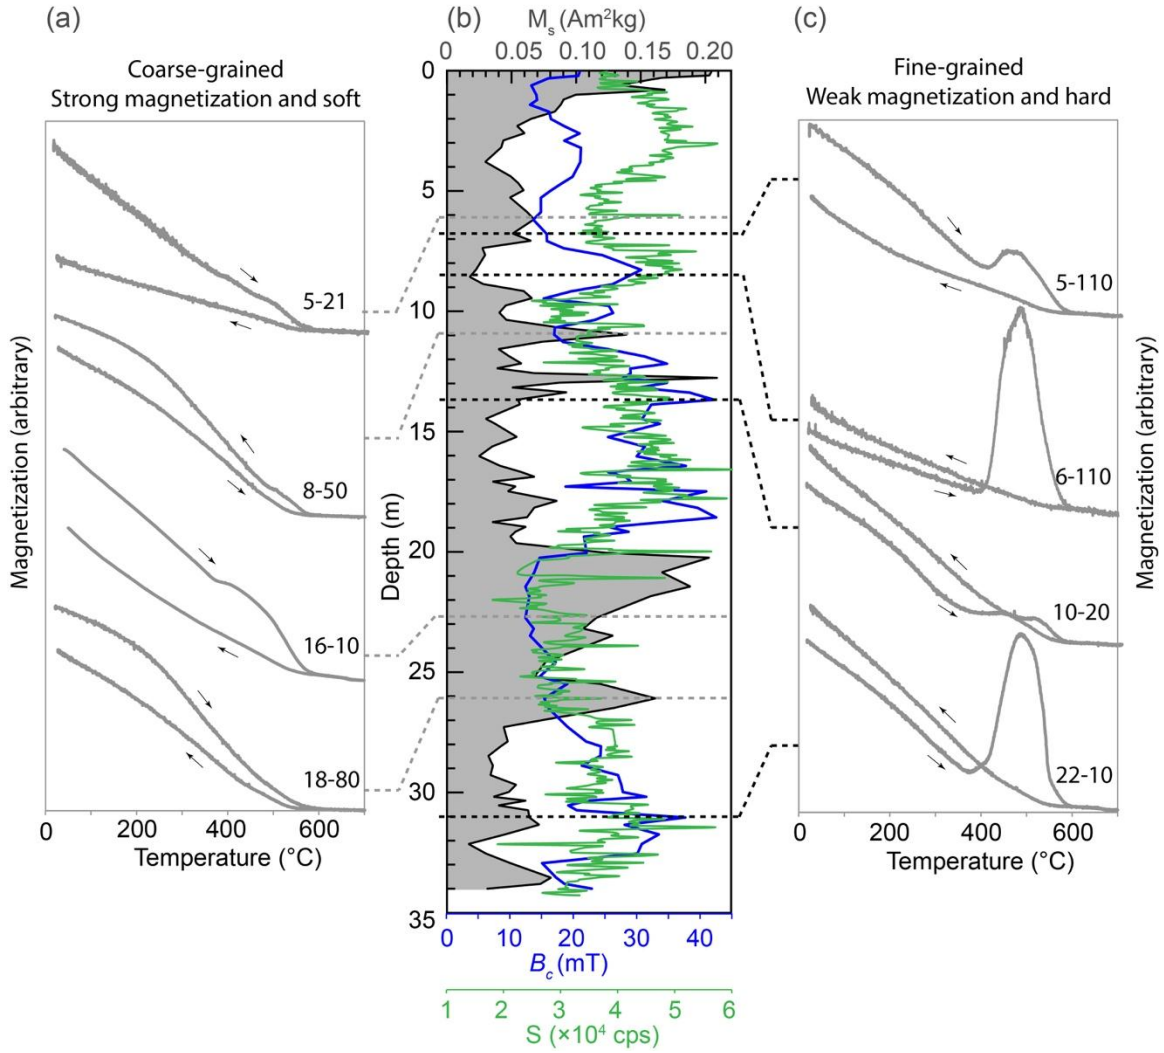 (a)
Coarse-grained
Strong magnetization and soft
Magnetization (arbitrary)
5-21
8-50
16-10
18-80
0 200 400 600
Temperature (°C)
(b)
Ms (Am²kg)
0 0.05 0.10 0.15 0.20
Depth (m)
0
5
10
15
20
25
30
35
0 10 20 30 40
Bc (mT)
1 2 3 4 5 6
S (×10⁴ cps)
(c)
Fine-grained
Weak magnetization and hard
5-110
6-110
10-20
22-10
0 200 400 600
Temperature (°C)
Magnetization (arbitrary)